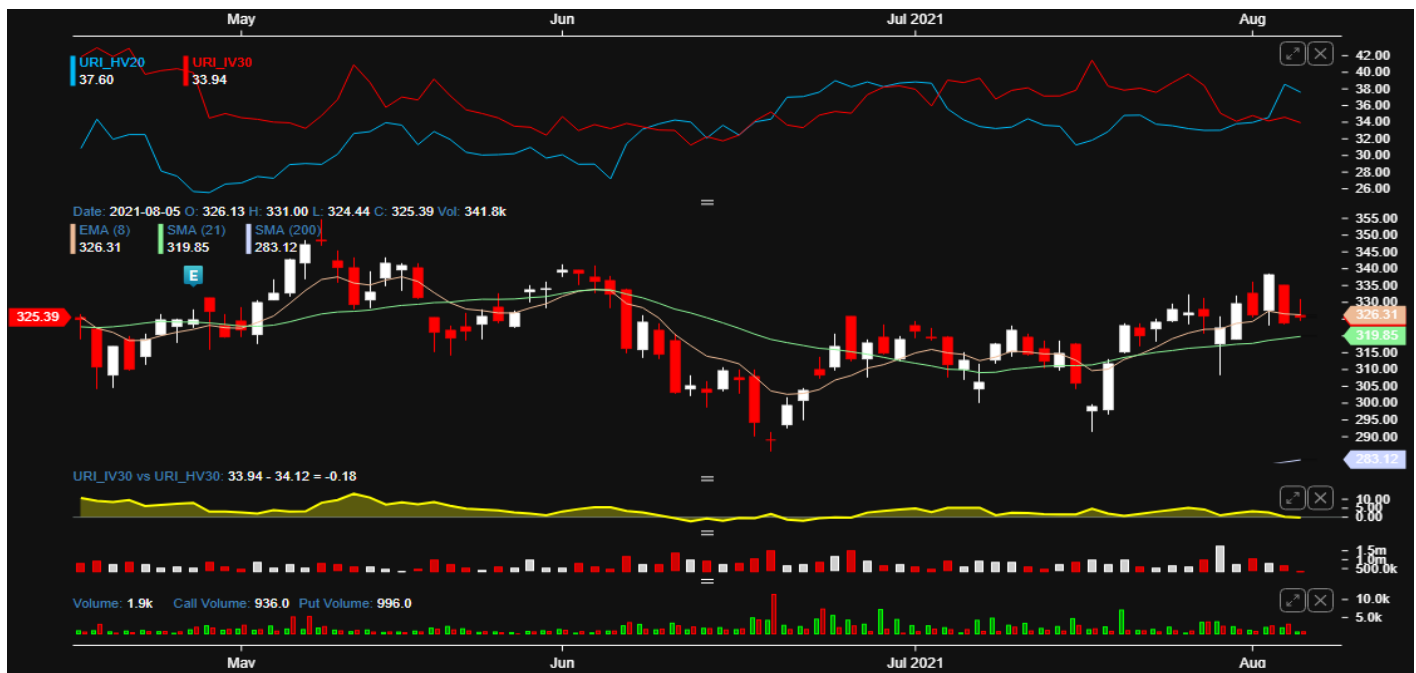 May Jun Jul 2021 Aug
URI_HV20 URI_IV30
37.60 33.94
42.00
40.00
38.00
36.00
34.00
32.00
30.00
28.00
26.00
Date: 2021-08-05 O: 326.13 H: 331.00 L: 324.44 C: 325.39 Vol: 341.8k
EMA (8) SMA (21) SMA (200)
326.31 319.85 283.12
E
325.39
355.00
350.00
345.00
340.00
335.00
330.00
326.31
319.85
315.00
310.00
305.00
300.00
295.00
290.00
283.12
URI_IV30 vs URI_HV30: 33.94 - 34.12 = -0.18
10.00
5.00
0.00
1.5m
1.0m
500.0k
Volume: 1.9k Call Volume: 936.0 Put Volume: 996.0
10.0k
5.0k
May Jun Jul 2021 Aug